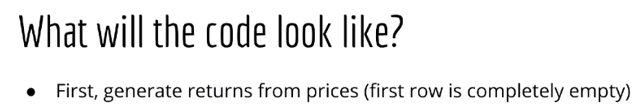 What will the code look like?
● First, generate returns from prices (first row is completely empty)